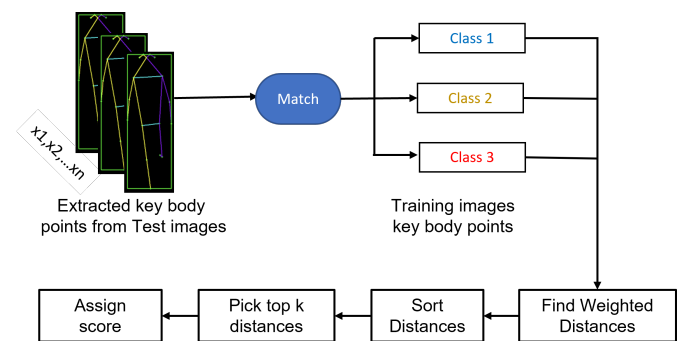 x1,x2,...xn
Extracted key body
points from Test images
Match
Class 1
Class 2
Class 3
Training images
key body points
Find Weighted
Distances
Sort
Distances
Pick top k
distances
Assign
score